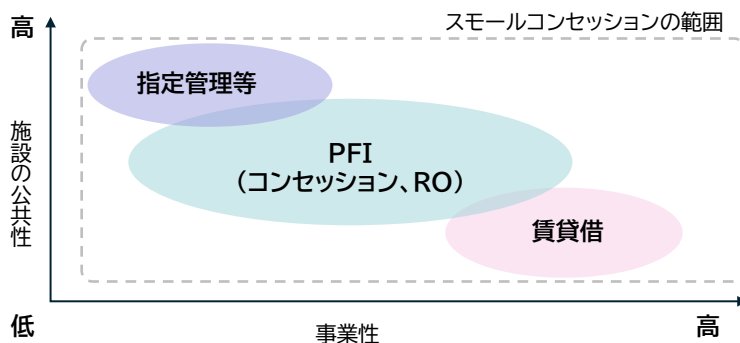 スモールコンセッションの範囲
高
指定管理等
PFI
（コンセッション、RO）
施設の公共性
賃貸借
低
事業性
高